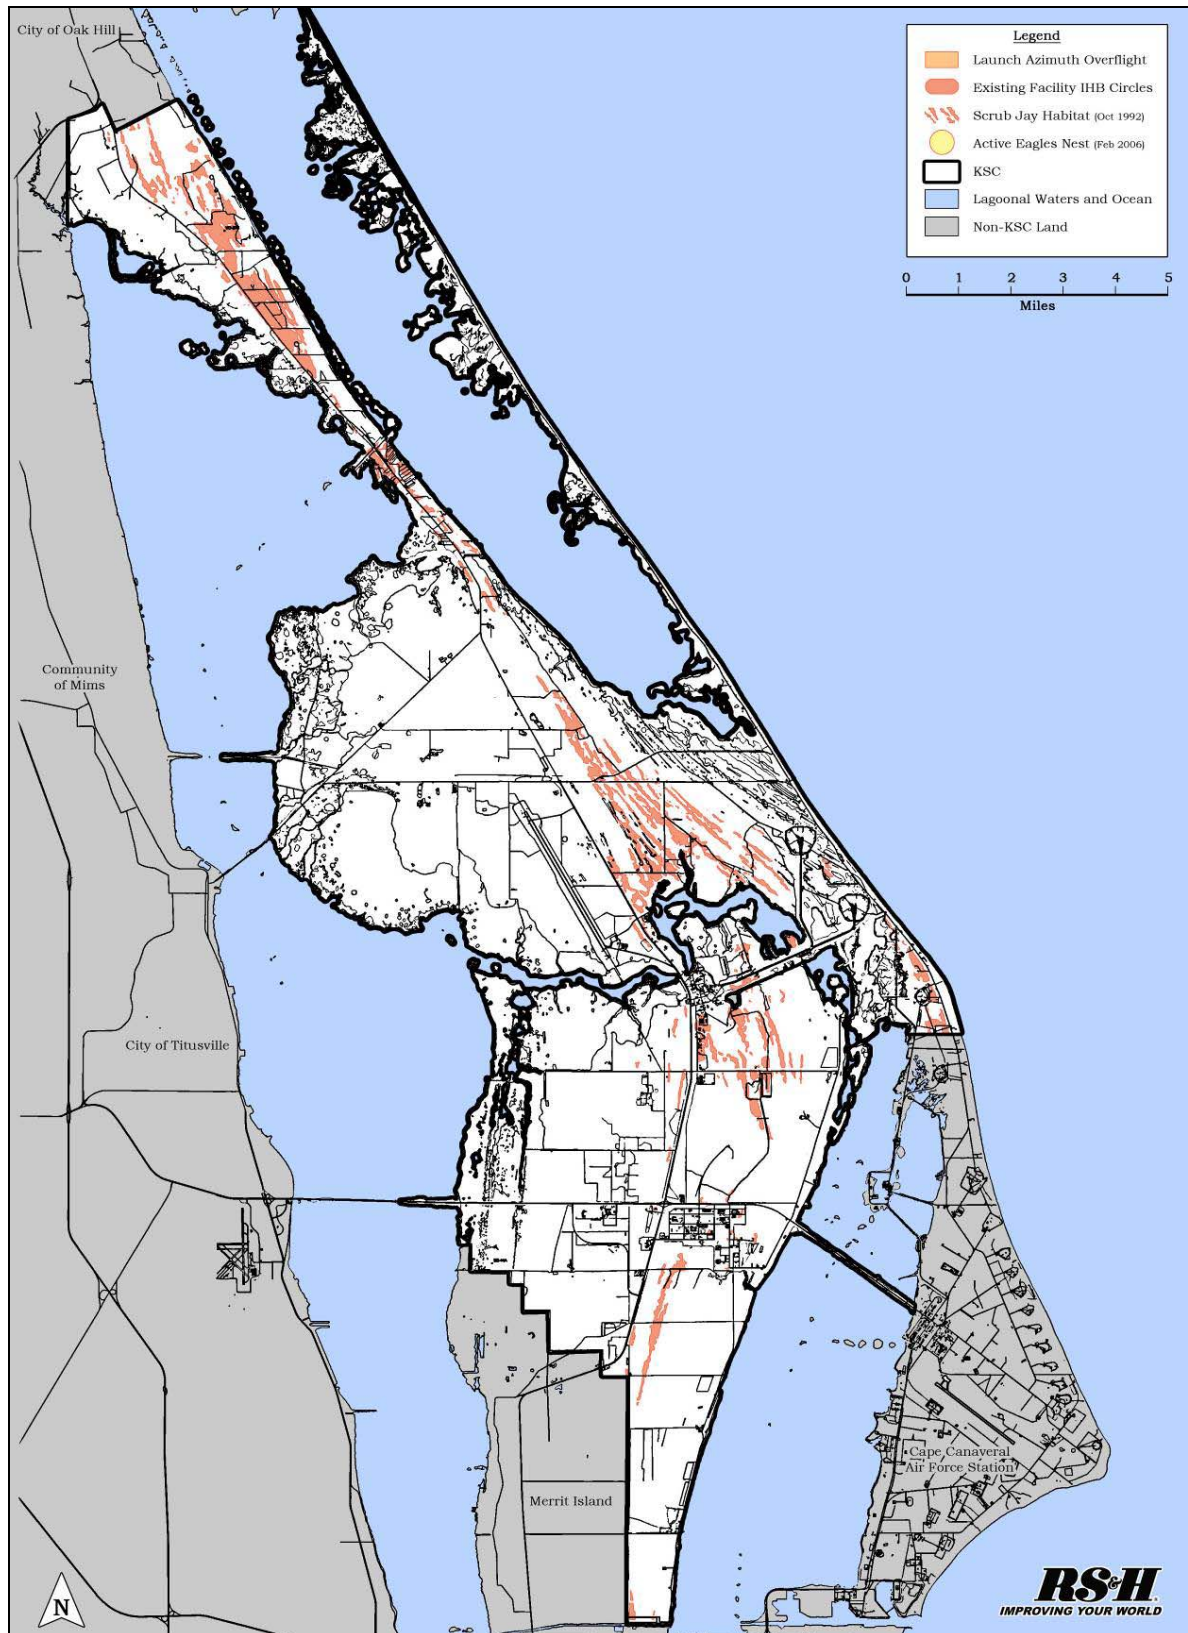 City of Oak Hill
Legend
Launch Azimuth Overflight
Existing Facility IHB Circles
Scrub Jay Habitat (Oct 1992)
Active Eagles Nest (Feb 2006)
KSC
Lagoonal Waters and Ocean
Non-KSC Land
0 1 2 3 4 5
Miles
Community
of Mims
City of Titusville
Cape Canaveral
Air Force Station
Merrit Island
N
RS&H
IMPROVING YOUR WORLD